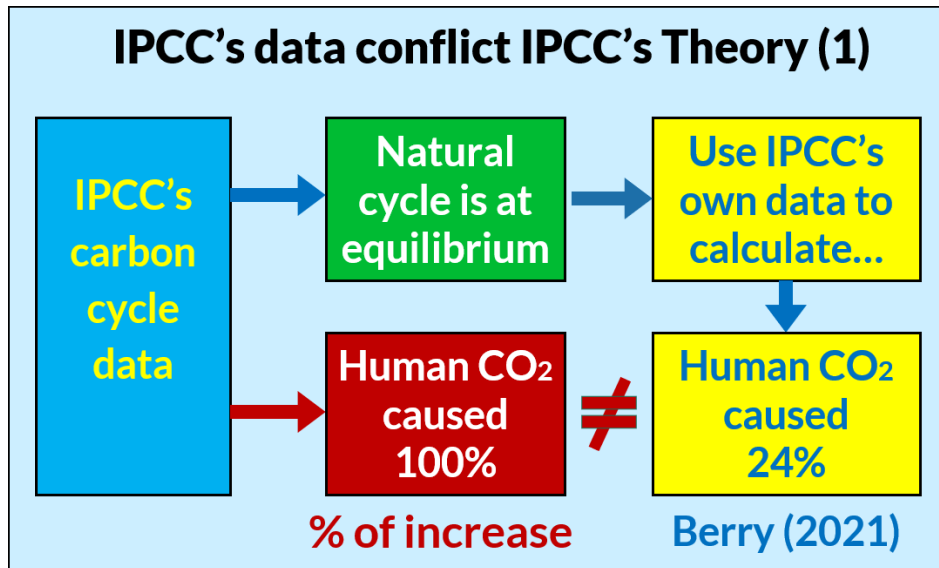 IPCC's data conflict IPCC's Theory (1)
IPCC's
carbon
cycle
data
Natural
cycle is at
equilibrium
Use IPCC's
own data to
calculate...
Human CO₂
caused
100%
≠
Human CO₂
caused
24%
% of increase
Berry (2021)